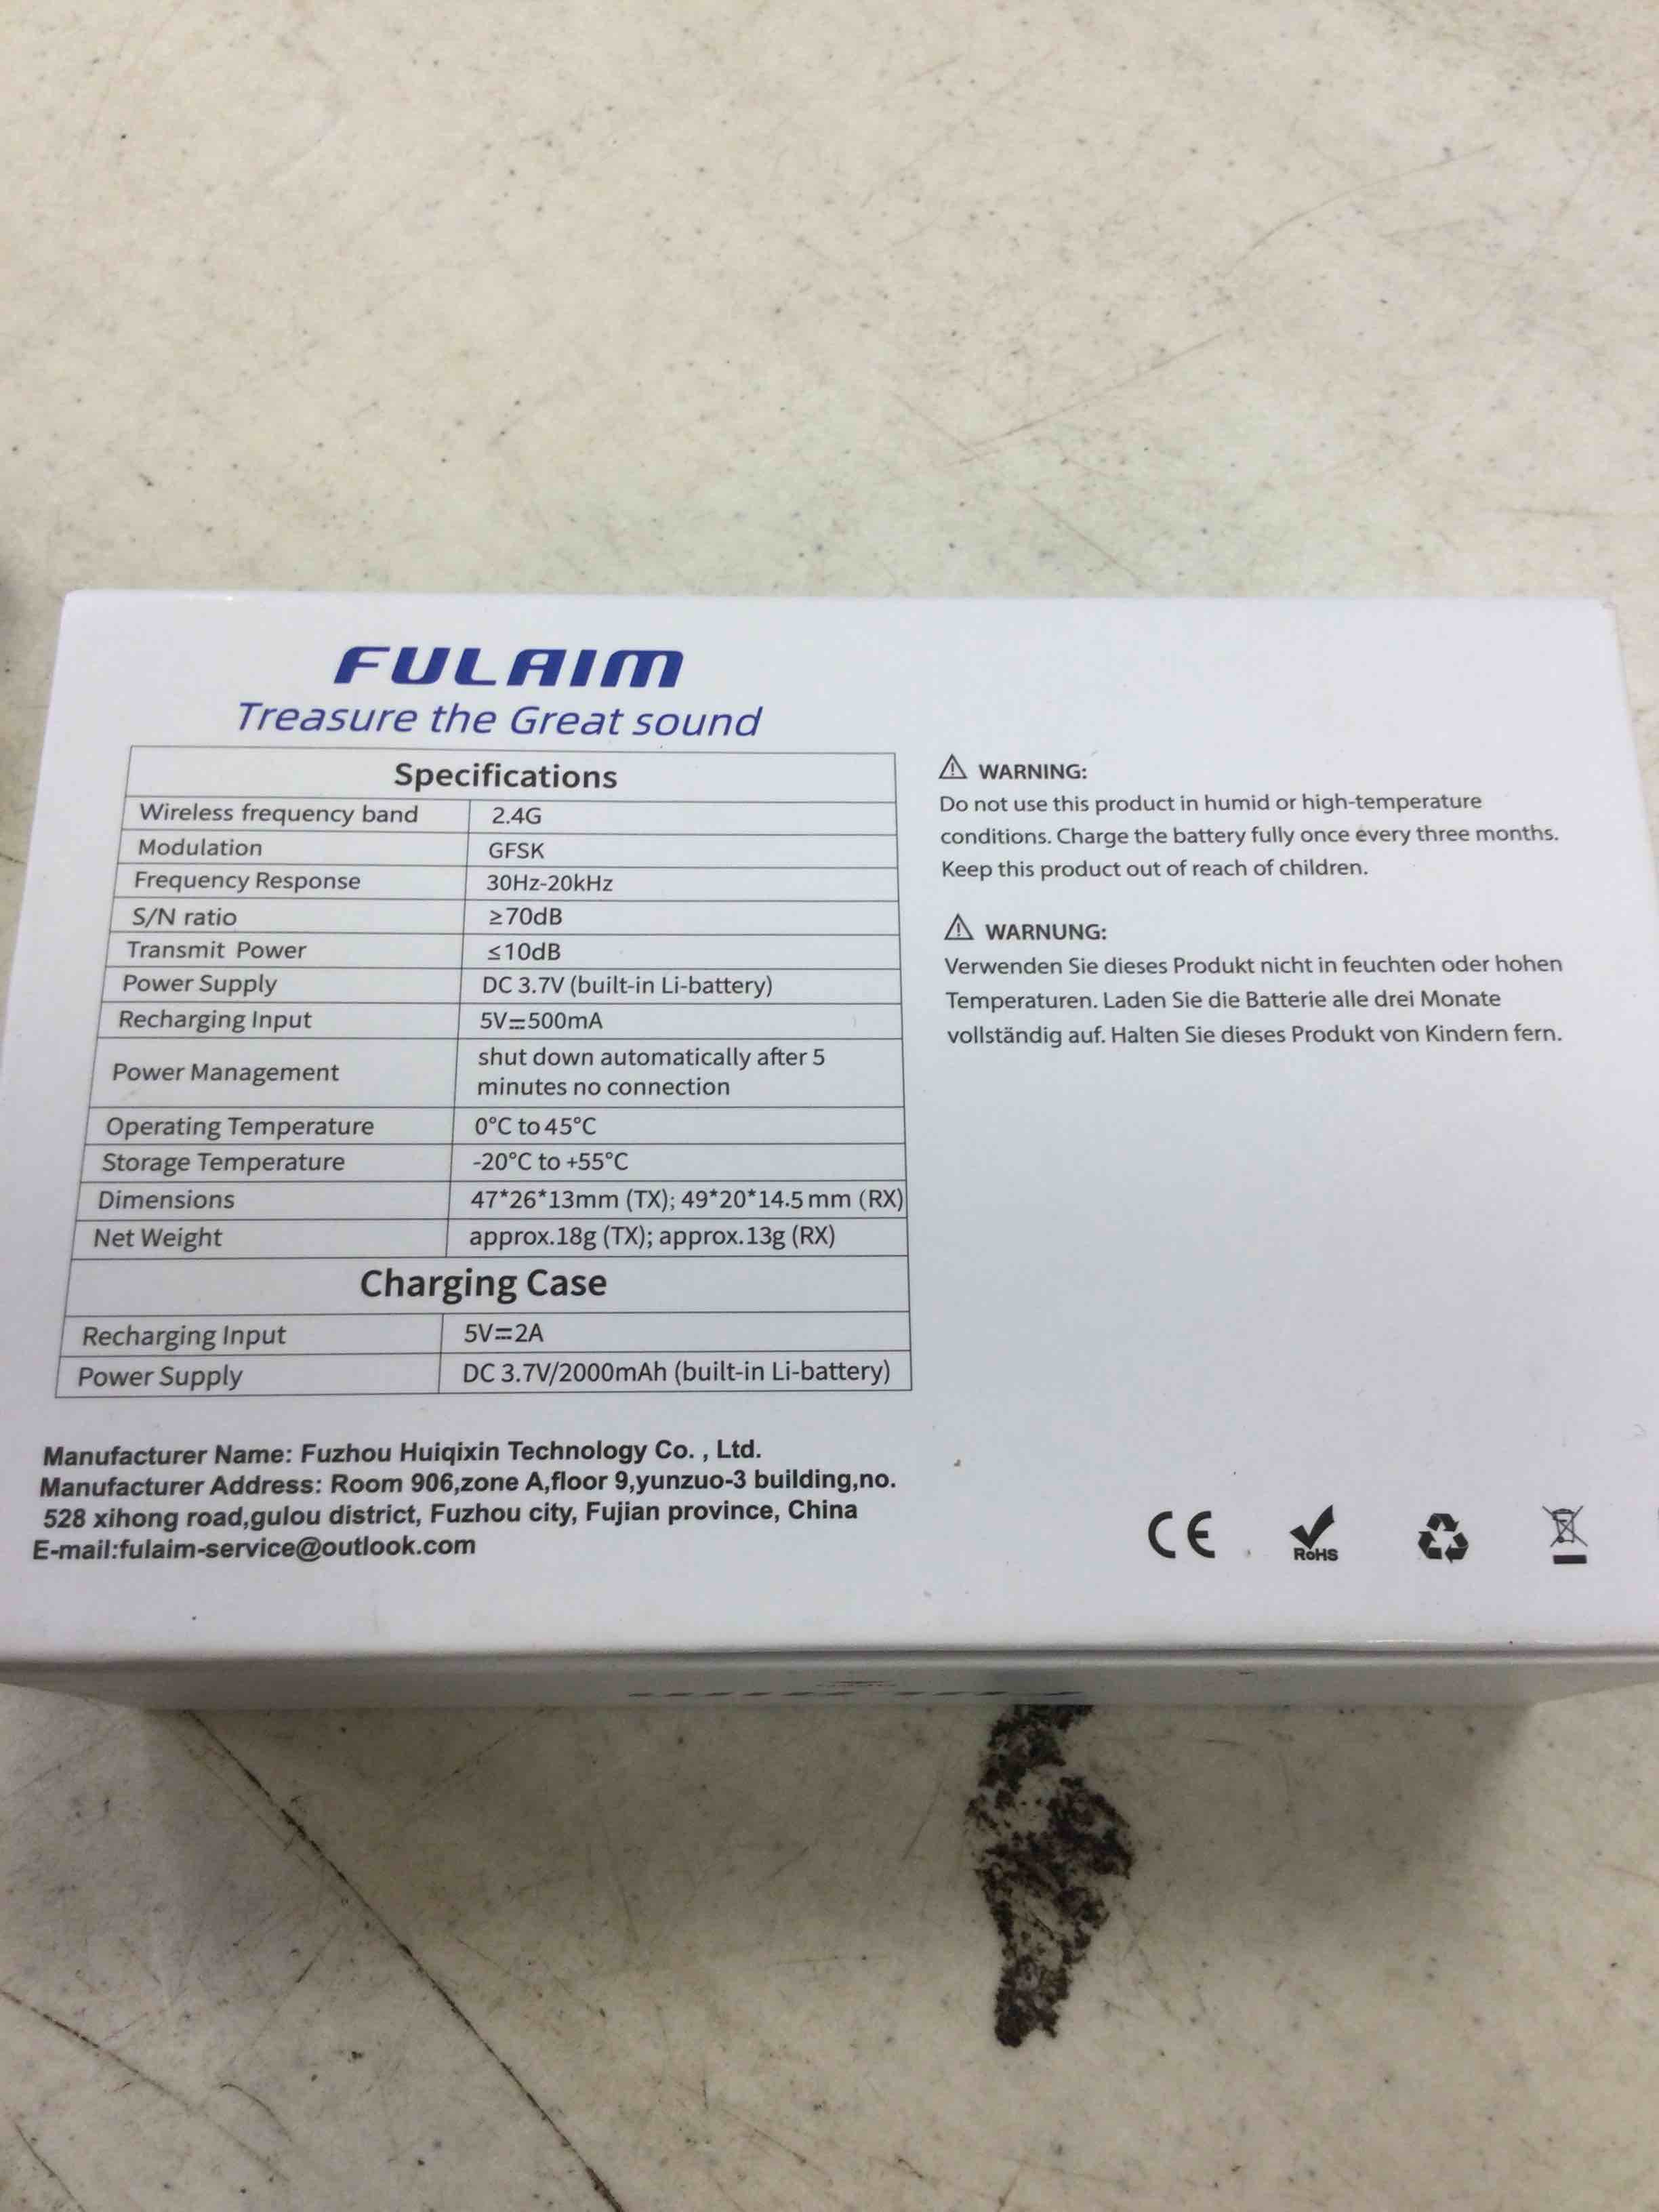 FULAIM
Treasure the Great sound
Specifications
Wireless frequency band 2.4G
Modulation GFSK
Frequency Response 30Hz-20kHz
S/N ratio ≥70dB
Transmit Power ≤10dB
Power Supply DC 3.7V (built-in Li-battery)
Recharging Input 5V⎓500mA
Power Management shut down automatically after 5
minutes no connection
Operating Temperature 0°C to 45°C
Storage Temperature -20°C to +55°C
Dimensions 47*26*13mm (TX); 49*20*14.5 mm (RX)
Net Weight approx.18g (TX); approx.13g (RX)
Charging Case
Recharging Input 5V⎓2A
Power Supply DC 3.7V/2000mAh (built-in Li-battery)
WARNING:
Do not use this product in humid or high-temperature
conditions. Charge the battery fully once every three months.
Keep this product out of reach of children.
WARNUNG:
Verwenden Sie dieses Produkt nicht in feuchten oder hohen
Temperaturen. Laden Sie die Batterie alle drei Monate
vollständig auf. Halten Sie dieses Produkt von Kindern fern.
Manufacturer Name: Fuzhou Huiqixin Technology Co. , Ltd.
Manufacturer Address: Room 906,zone A,floor 9,yunzuo-3 building,no.
528 xihong road,gulou district, Fuzhou city, Fujian province, China
E-mail:fulaim-service@outlook.com
CE
RoHS